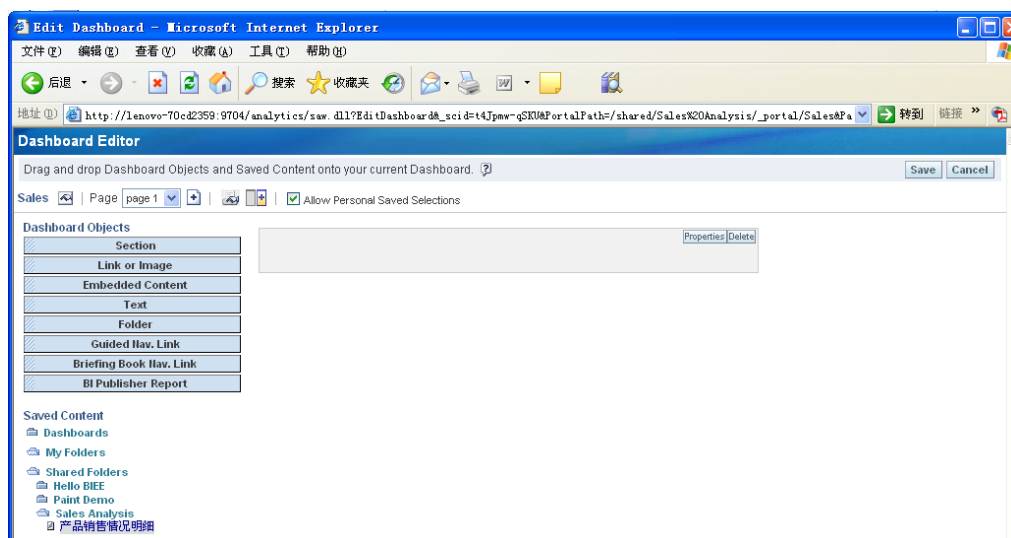 Edit Dashboard - Microsoft Internet Explorer
文件(F) 编辑(E) 查看(V) 收藏(A) 工具(T) 帮助(H)
后退 搜索 收藏夹
地址(D) http://lenovo-70cd2359:9704/analytics/saw.dll?EditDashboard&_scid=t4Jpmw-qSKU&PortalPath=/shared/Sales%20Analysis/_portal/Sales&Pa 转到 链接 »
Dashboard Editor
Drag and drop Dashboard Objects and Saved Content onto your current Dashboard. ? Save Cancel
Sales | Page page 1 | | Allow Personal Saved Selections
Dashboard Objects
Properties Delete
Section
Link or Image
Embedded Content
Text
Folder
Guided Nav. Link
Briefing Book Nav. Link
BI Publisher Report
Saved Content
Dashboards
My Folders
Shared Folders
Hello BIEE
Paint Demo
Sales Analysis
产品销售情况明细